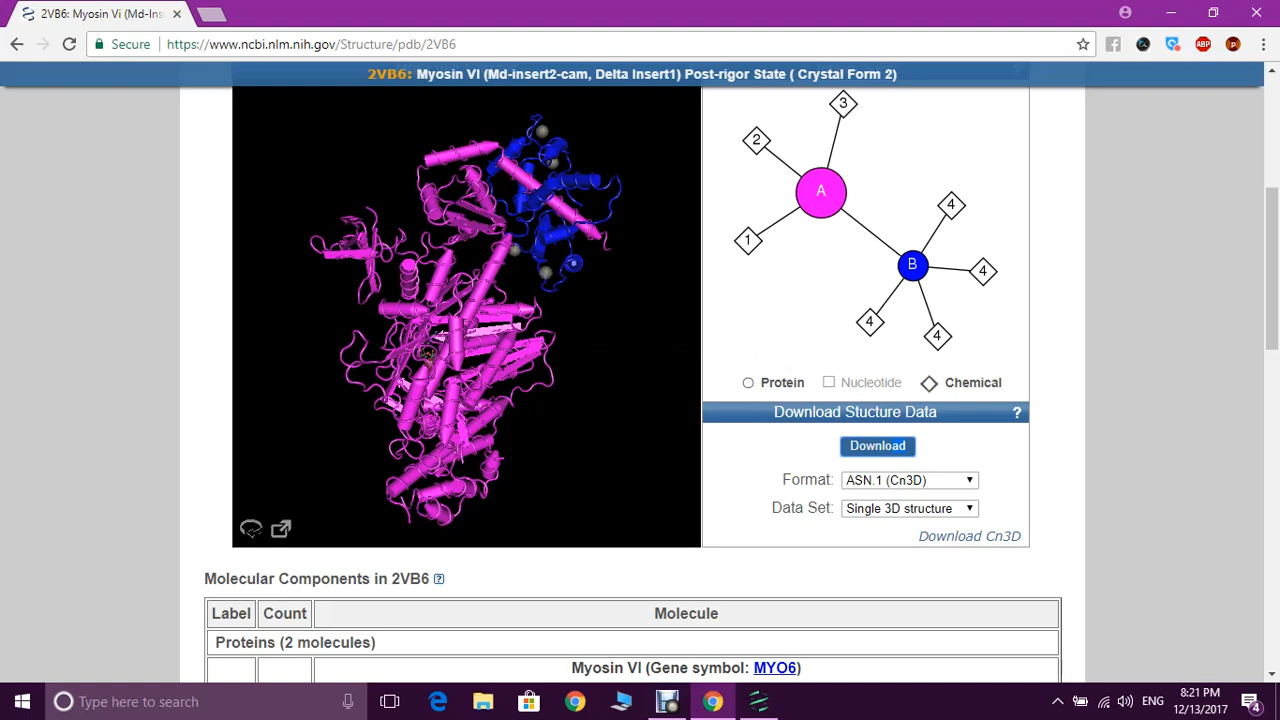 2VB6: Myosin Vi (Md-Ins
Secure
https://www.ncbi.nlm.nih.gov/Structure/pdb/2VB6
ABP
2VB6: Myosin VI (Md-insert2-cam, Delta Insert1) Post-rigor State ( Crystal Form 2)
3
2
A
4
1
B
4
4
4
Protein
Nucleotide
Chemical
Download Stucture Data
?
Download
Format:
ASN.1 (Cn3D)
Data Set:
Single 3D structure
Download Cn3D
Molecular Components in 2VB6 ?
Label
Count
Molecule
Proteins (2 molecules)
Myosin VI (Gene symbol: MYO6)
Type here to search
ENG
8:21 PM
12/13/2017
4